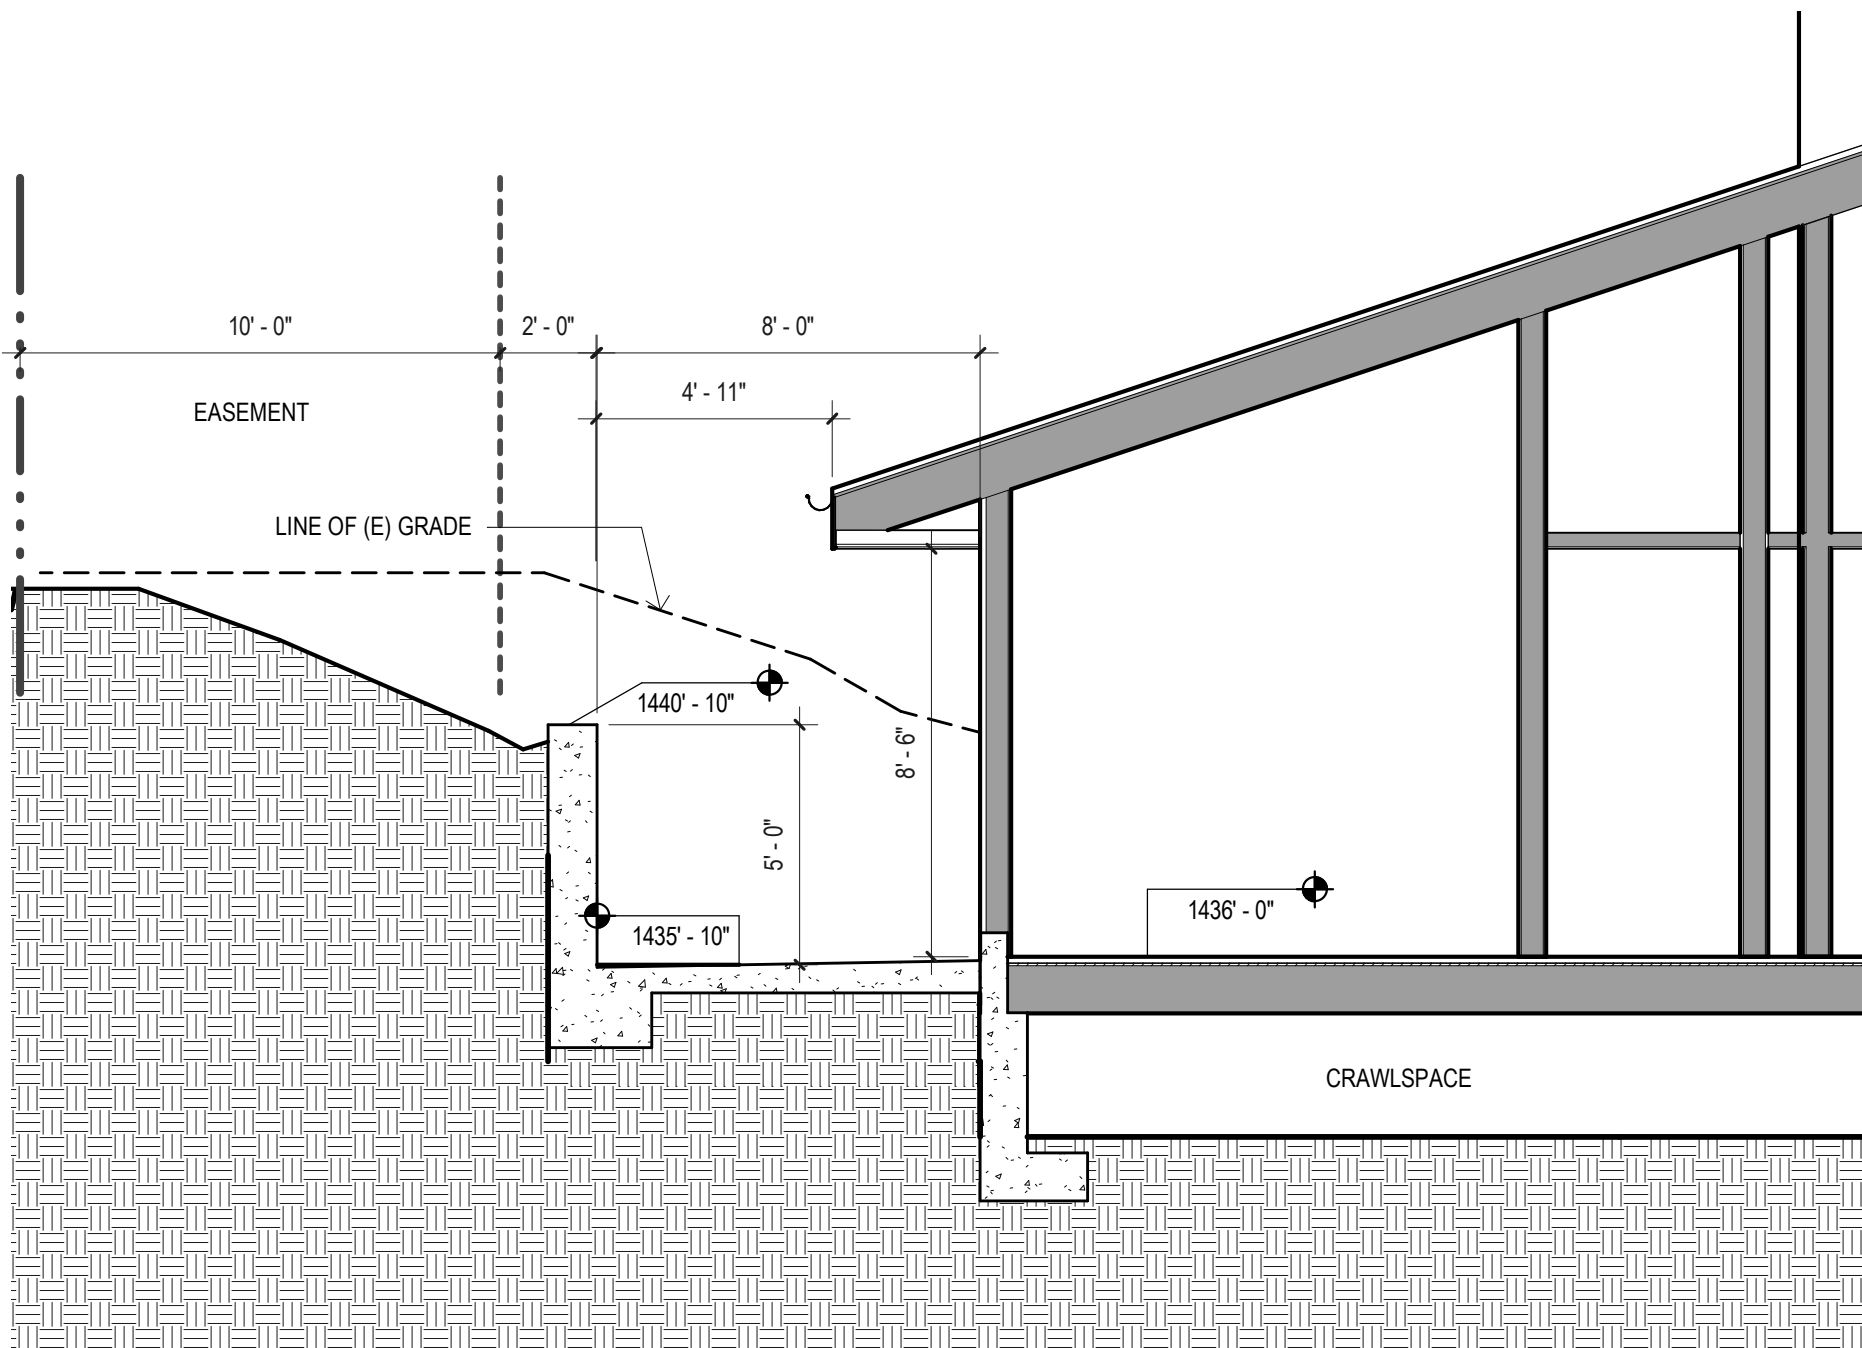 10' - 0"
2' - 0"
8' - 0"
4' - 11"
EASEMENT
LINE OF (E) GRADE
1440' - 10"
8' - 6"
5' - 0"
1436' - 0"
1435' - 10"
CRAWLSPACE